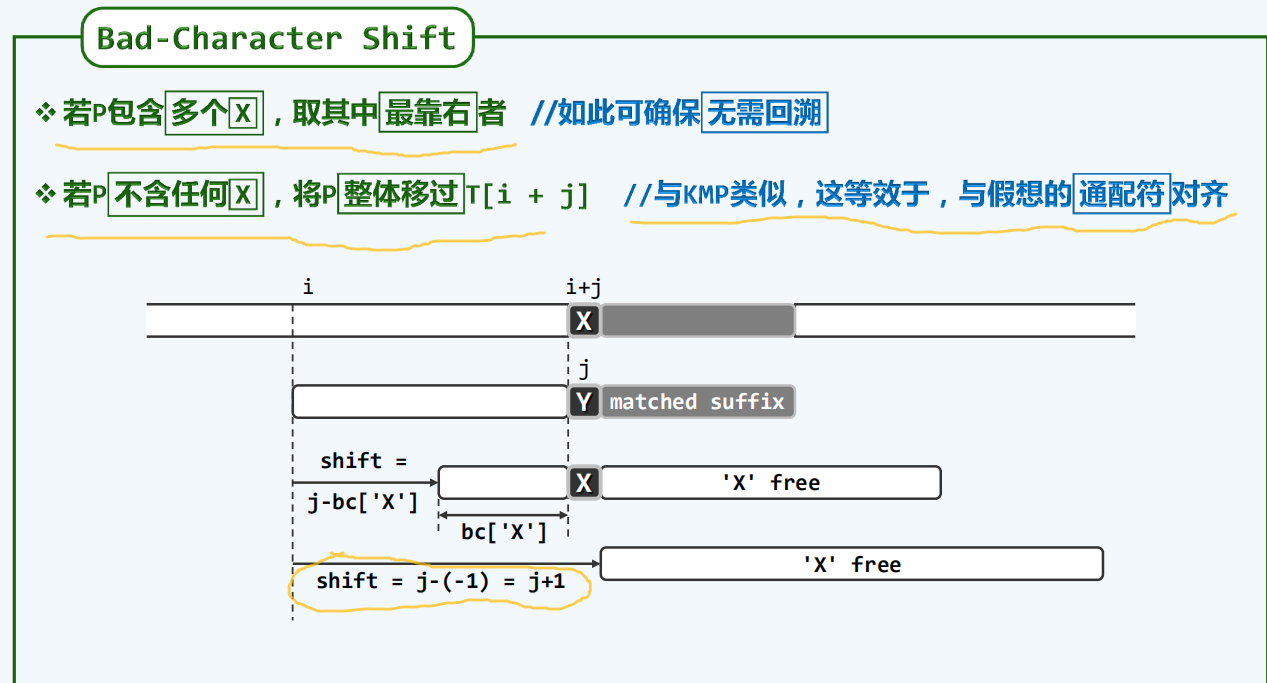 Bad-Character Shift
❖ 若P包含 多个X ，取其中 最靠右 者 //如此可确保 无需回溯
❖ 若P 不含任何X ，将P 整体移过 T[i + j] //与KMP类似，这等效于，与假想的 通配符 对齐
i i+j
X
j
Y matched suffix
shift =
X 'X' free
j-bc['X']
bc['X']
'X' free
shift = j-(-1) = j+1